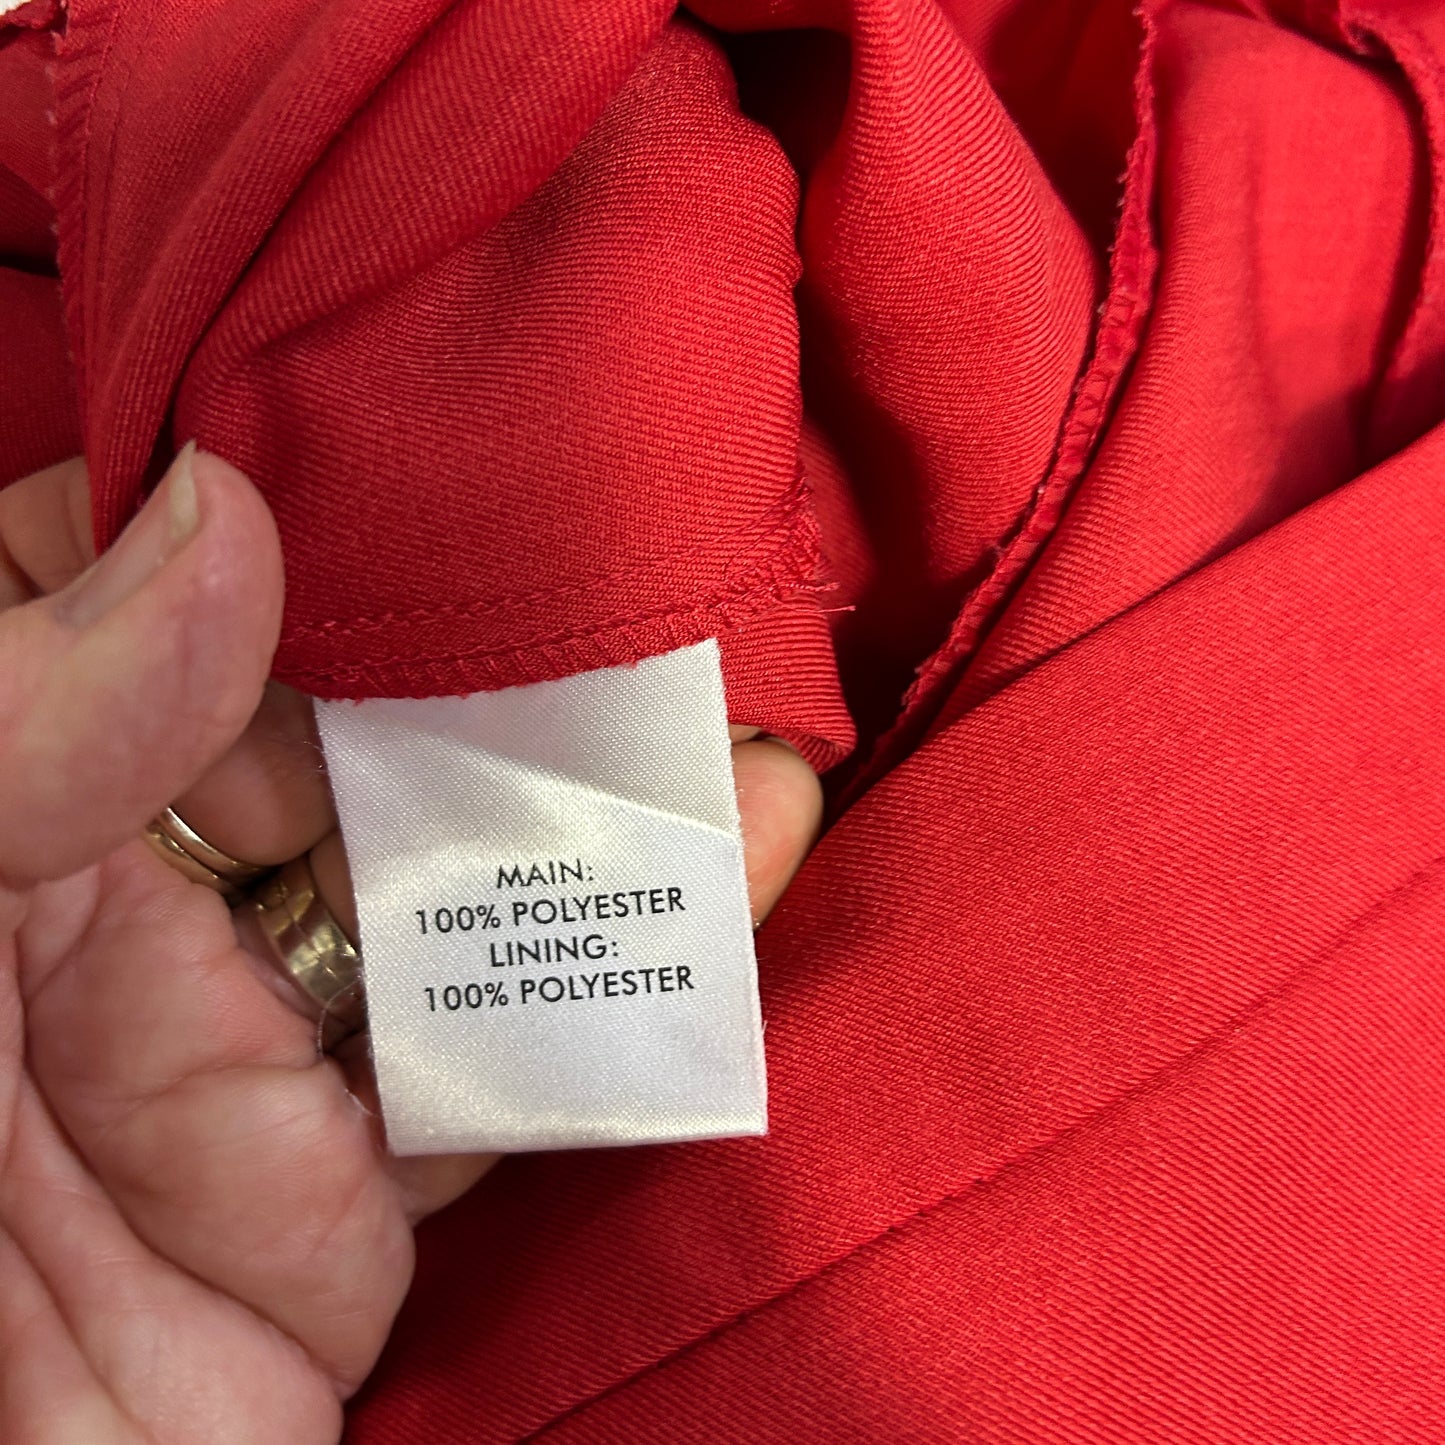 MAIN:
100% POLYESTER
LINING:
100% POLYESTER